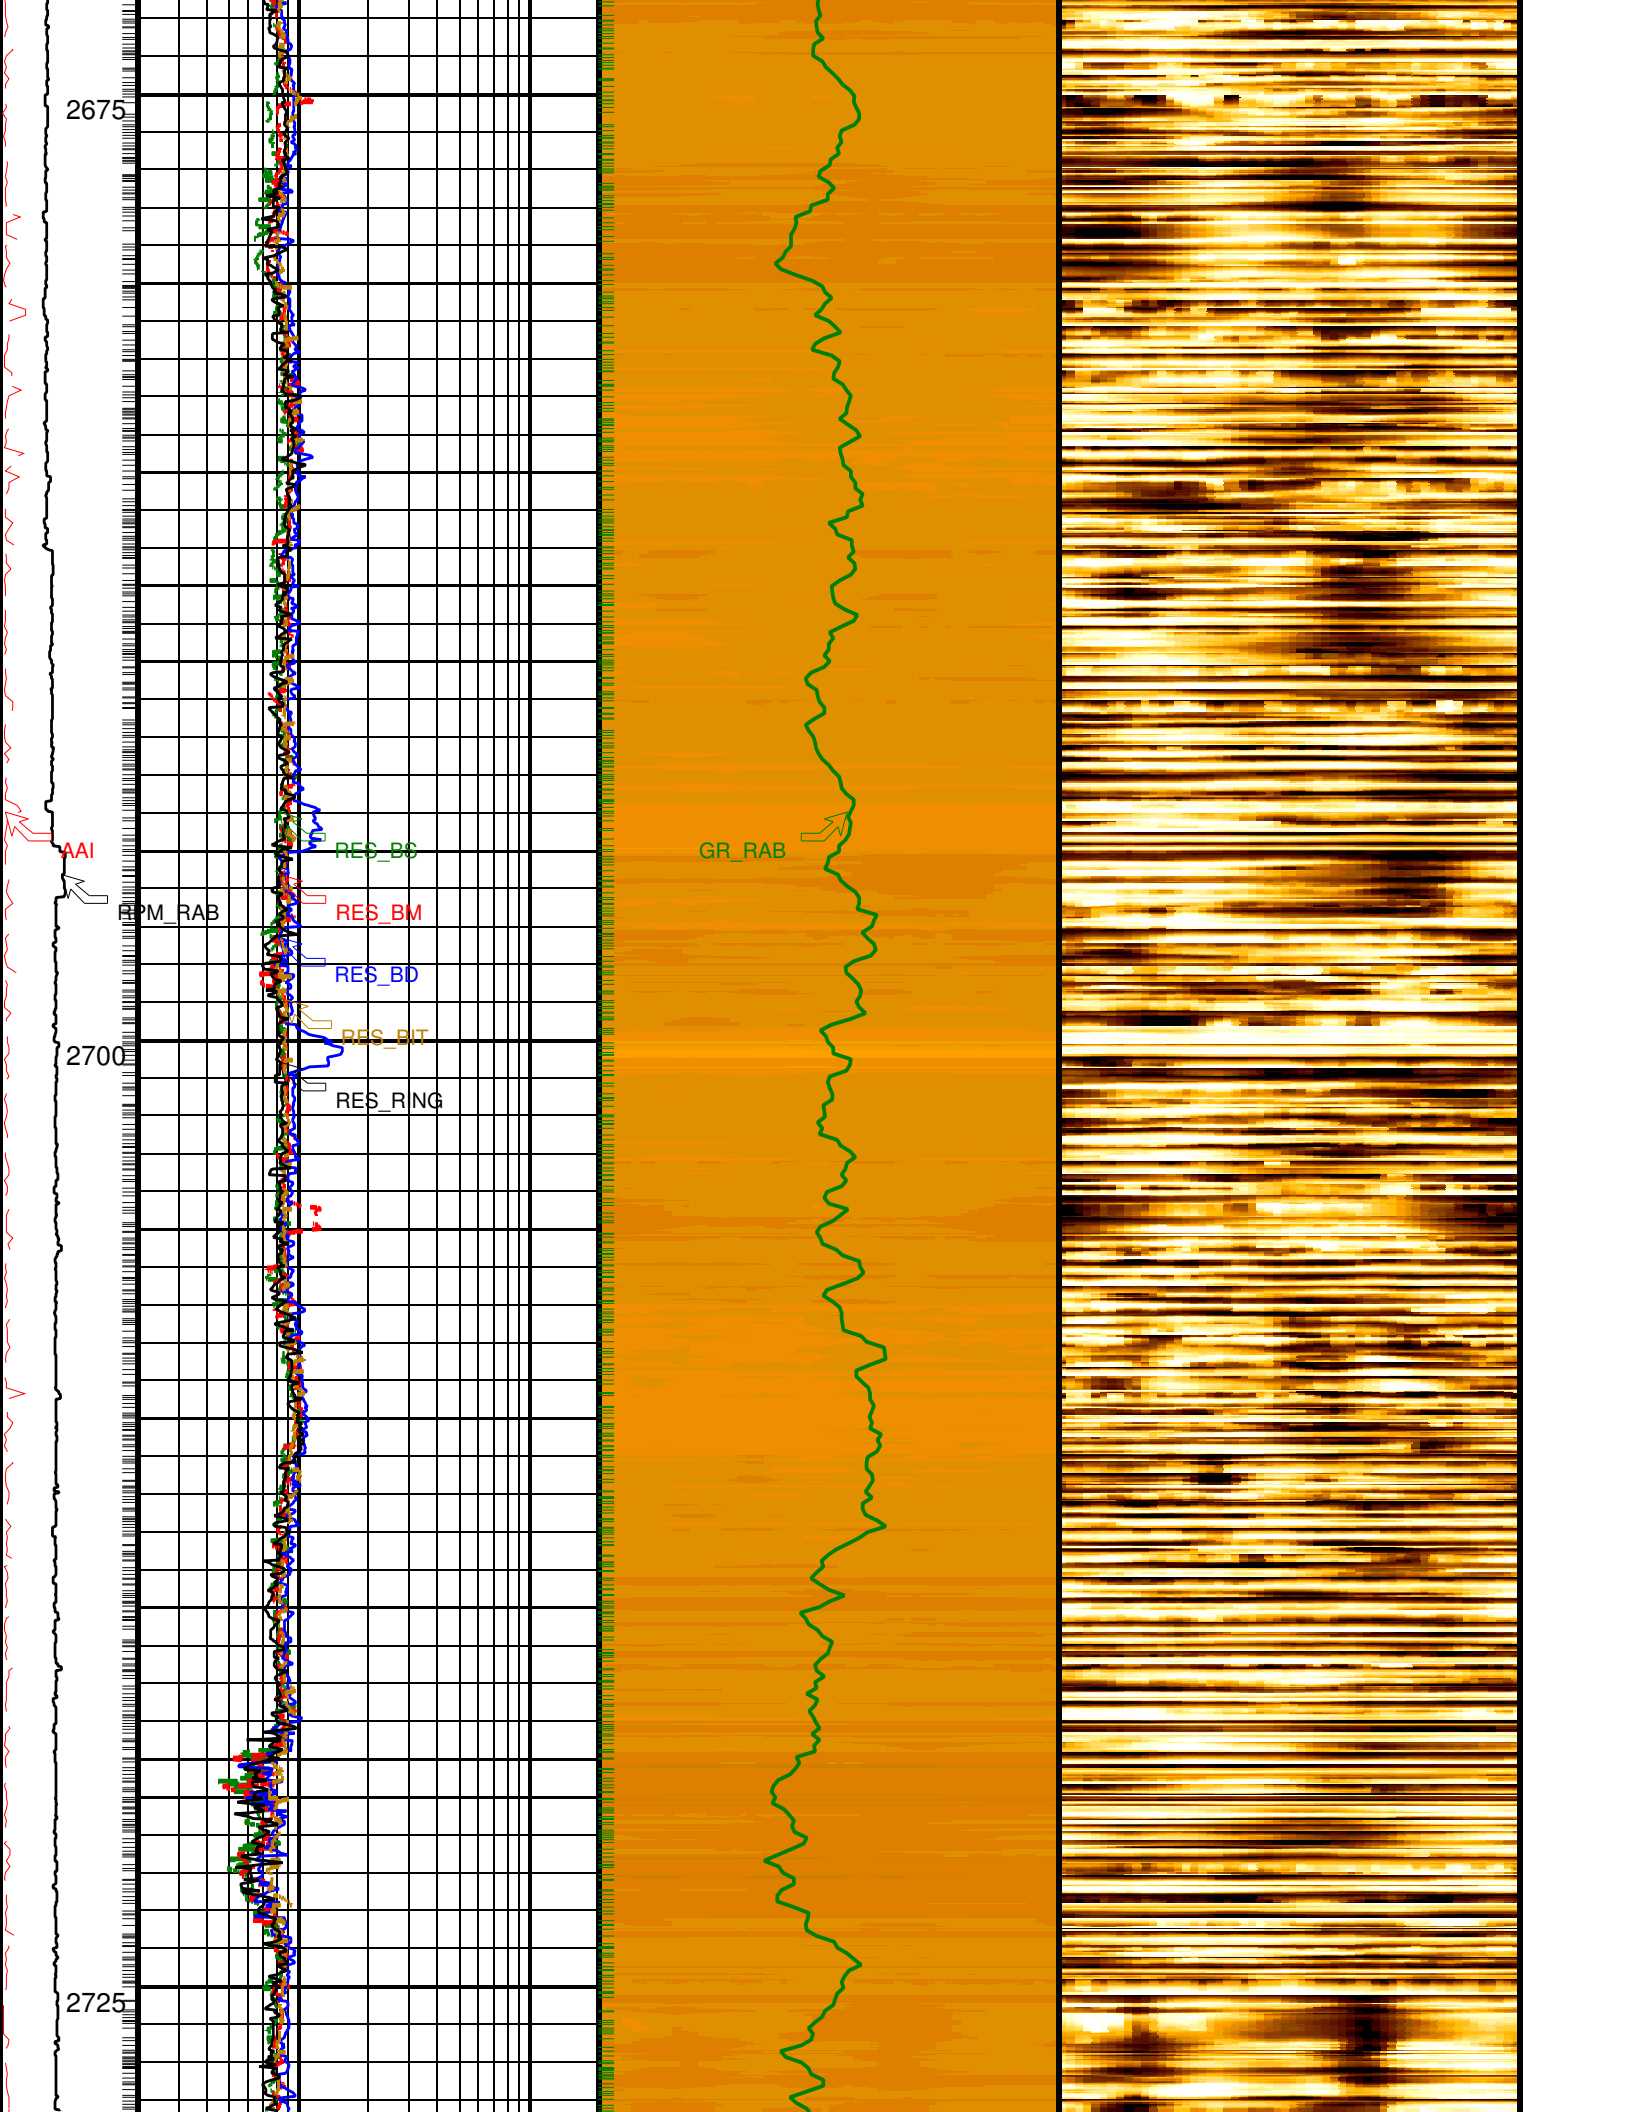 2675
AAI
RES_BS
GR_RAB
RPM_RAB
RES_BM
RES_BD
RES_BIT
2700
RES_RING
2725